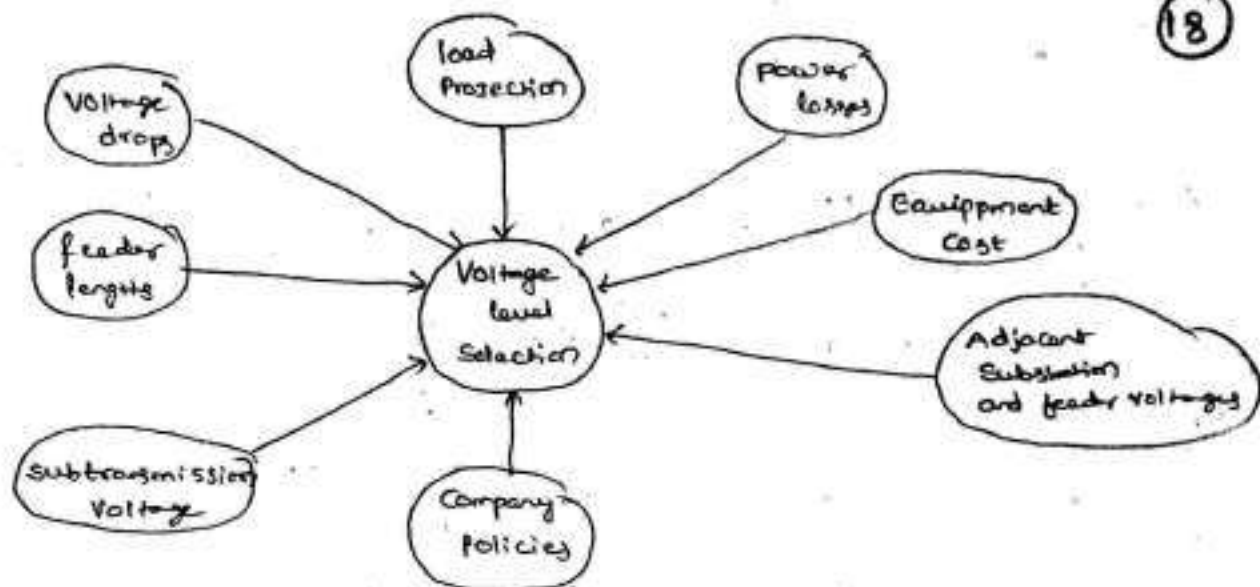 18
load
Projection
power
losses
Voltage
drops
Equippment
Cost
feeder
lengths
Voltage
level
Selection
Adjacent
Substation
and feeder voltages
Subtransmission
Voltage
Company
Policies